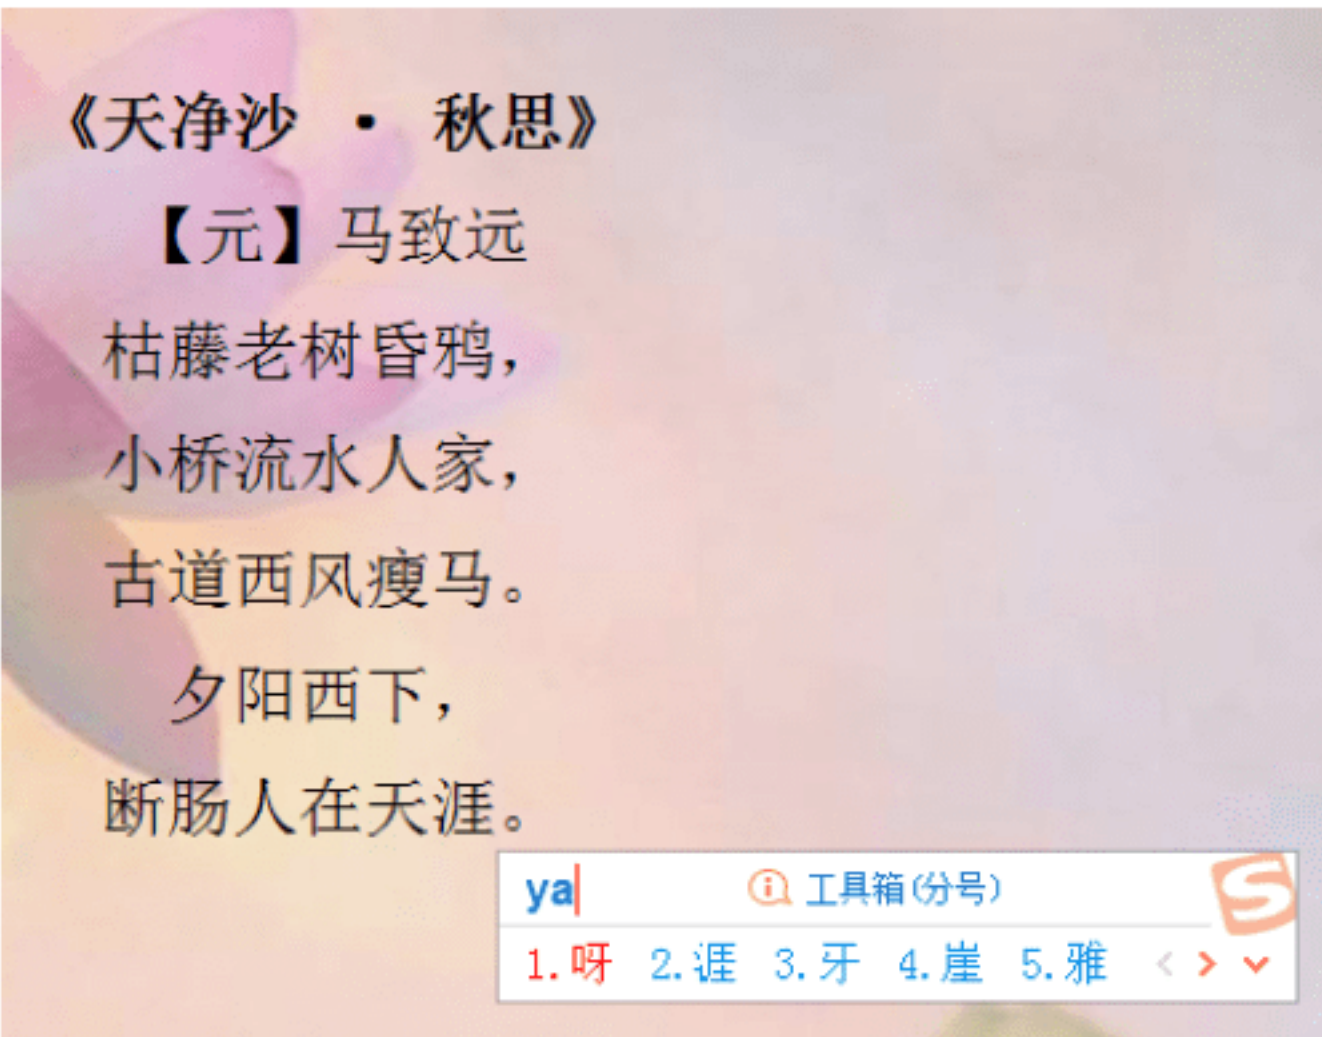 《天净沙 · 秋思》
【元】马致远
枯藤老树昏鸦，
小桥流水人家，
古道西风瘦马。
夕阳西下，
断肠人在天涯。
ya 工具箱(分号)
1.呀 2.涯 3.牙 4.崖 5.雅